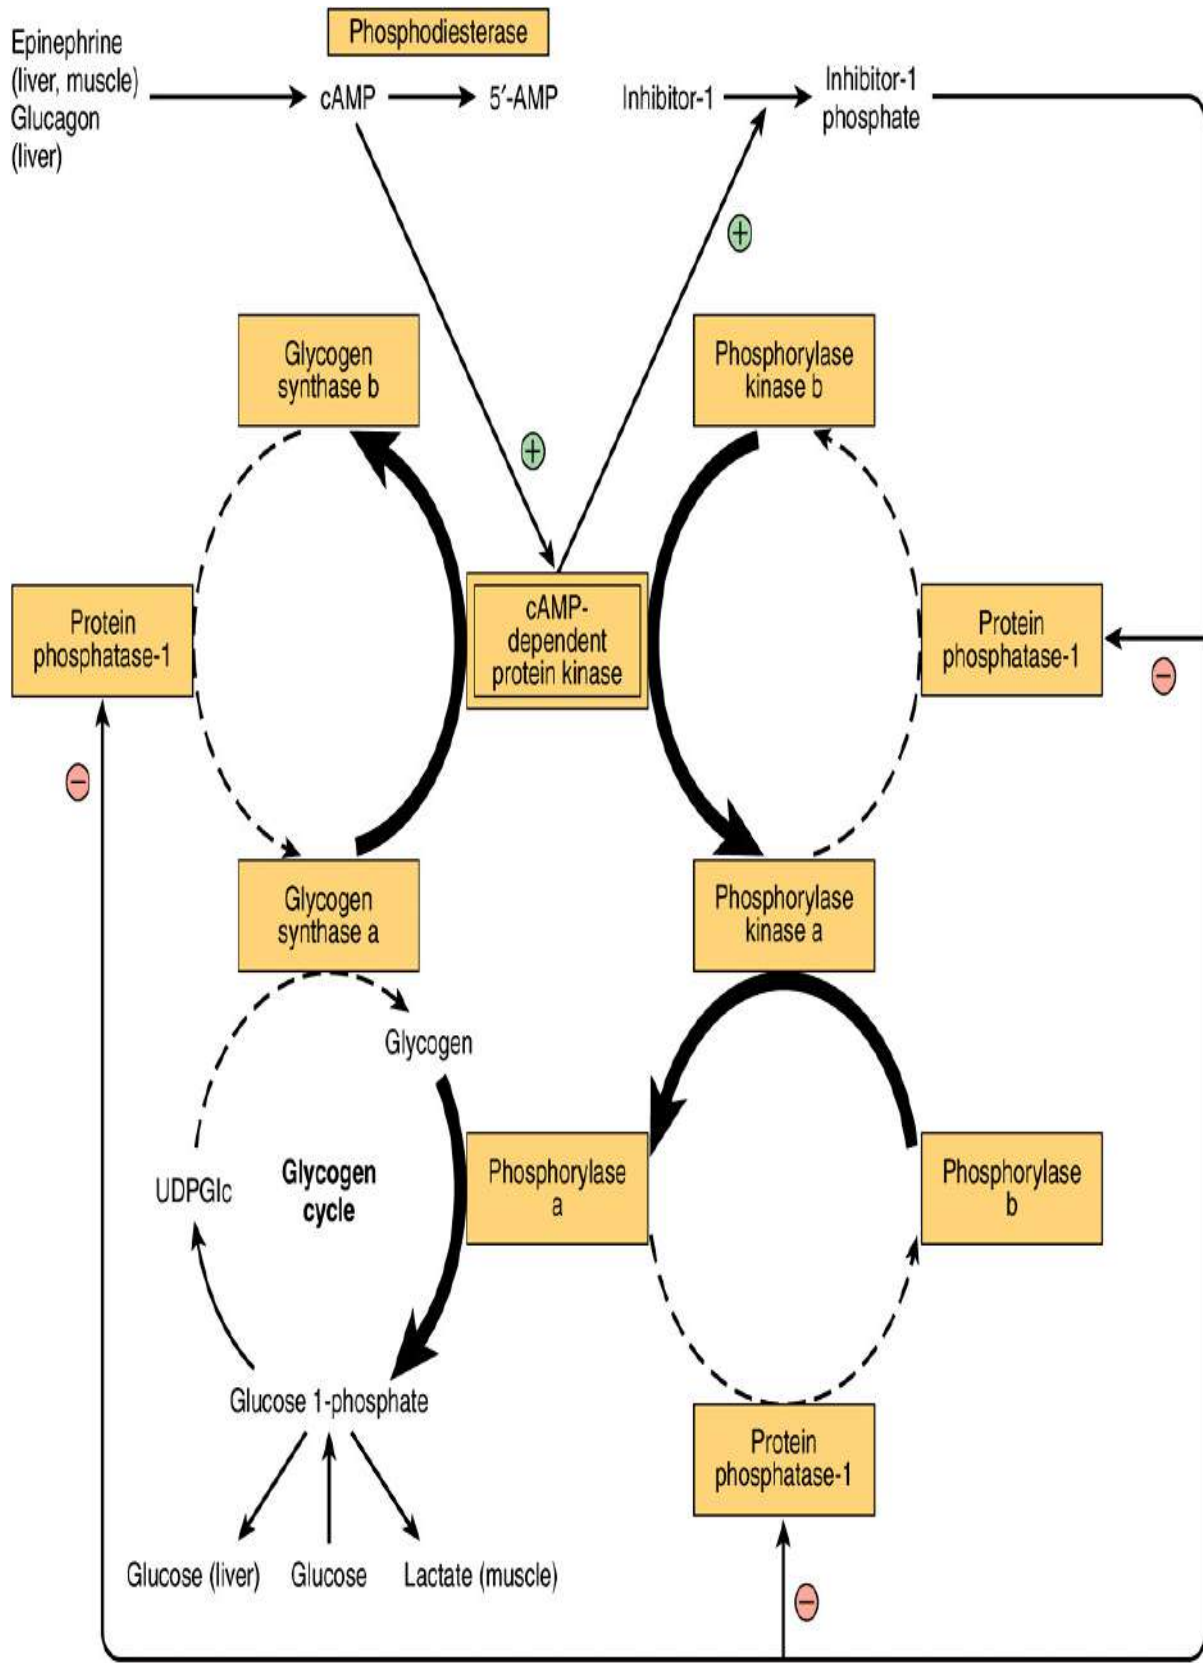 Phosphodiesterase
Epinephrine
(liver, muscle)
Glucagon
(liver)
cAMP
5′-AMP
Inhibitor-1
Inhibitor-1
phosphate
+
Glycogen
synthase b
Phosphorylase
kinase b
+
Protein
phosphatase-1
cAMP-
dependent
protein kinase
Protein
phosphatase-1
−
−
Glycogen
synthase a
Phosphorylase
kinase a
Glycogen
UDPGlc
Glycogen
cycle
Phosphorylase
a
Phosphorylase
b
Glucose 1-phosphate
Protein
phosphatase-1
Glucose (liver)
Glucose
Lactate (muscle)
−